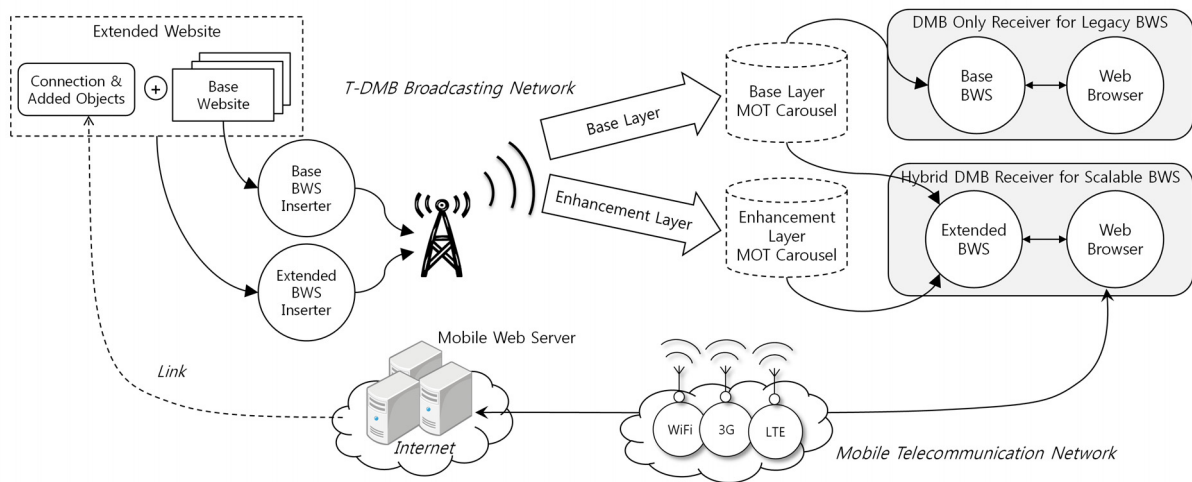 Extended Website
Connection &
Added Objects
+
Base
Website
T-DMB Broadcasting Network
Base
BWS
Inserter
Extended
BWS
Inserter
Base Layer
Enhancement Layer
Base Layer
MOT Carousel
Enhancement
Layer
MOT Carousel
DMB Only Receiver for Legacy BWS
Base
BWS
Web
Browser
Hybrid DMB Receiver for Scalable BWS
Extended
BWS
Web
Browser
Link
Mobile Web Server
Internet
WiFi
3G
LTE
Mobile Telecommunication Network